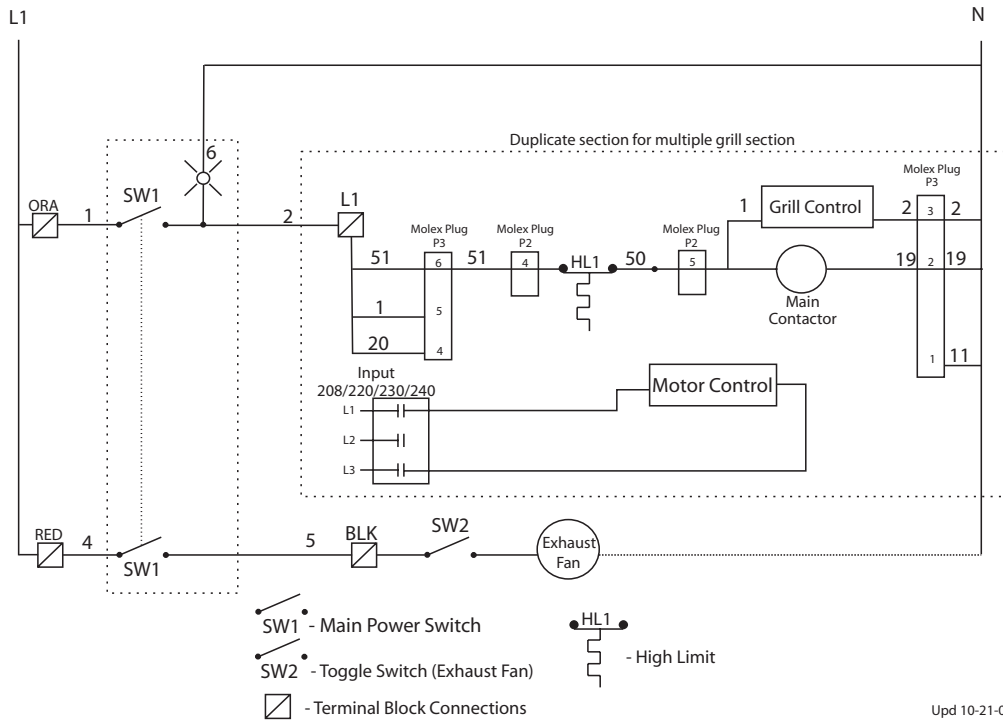 L1
N
Duplicate section for multiple grill section
6
ORA
1
SW1
2
L1
Molex Plug
P3
Molex Plug
P2
Molex Plug
P2
Molex Plug
P3
1
Grill Control
2
3
2
51
6
51
4
HL1
50
5
Main
Contactor
19
2
19
1
5
20
4
1
11
Input
208/220/230/240
L1
L2
L3
Motor Control
RED
4
SW1
5
BLK
SW2
Exhaust
Fan
SW1 - Main Power Switch
SW2 - Toggle Switch (Exhaust Fan)
- Terminal Block Connections
HL1
- High Limit
Upd 10-21-